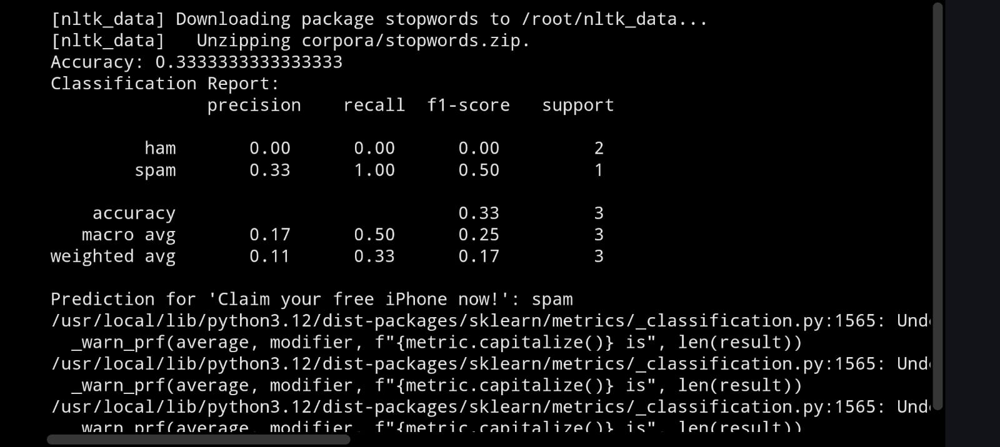 [nltk_data] Downloading package stopwords to /root/nltk_data...
[nltk_data]   Unzipping corpora/stopwords.zip.
Accuracy: 0.3333333333333333
Classification Report:
               precision    recall  f1-score   support

         ham       0.00      0.00      0.00         2
        spam       0.33      1.00      0.50         1

    accuracy                           0.33         3
   macro avg       0.17      0.50      0.25         3
weighted avg       0.11      0.33      0.17         3

Prediction for 'Claim your free iPhone now!': spam
/usr/local/lib/python3.12/dist-packages/sklearn/metrics/_classification.py:1565: Und
  _warn_prf(average, modifier, f"{metric.capitalize()} is", len(result))
/usr/local/lib/python3.12/dist-packages/sklearn/metrics/_classification.py:1565: Und
  _warn_prf(average, modifier, f"{metric.capitalize()} is", len(result))
/usr/local/lib/python3.12/dist-packages/sklearn/metrics/_classification.py:1565: Und
  _warn_prf(average, modifier, f"{metric.capitalize()} is", len(result))